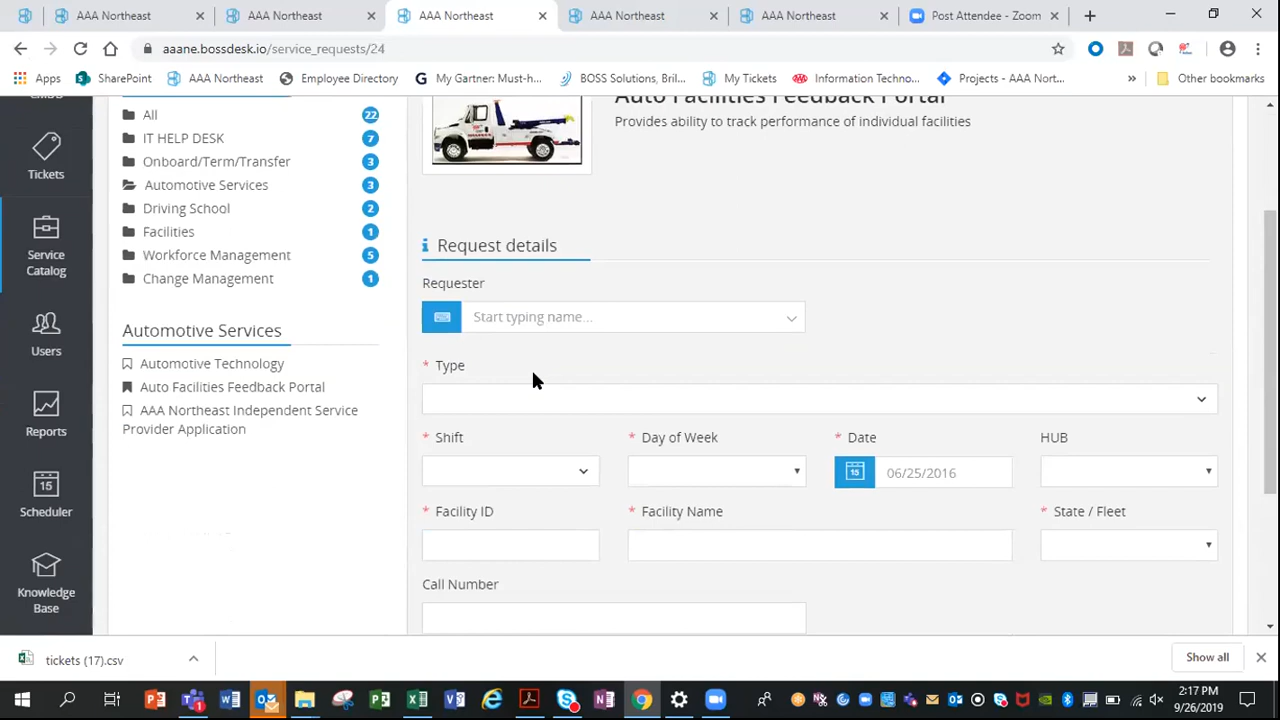 AAA Northeast
AAA Northeast
AAA Northeast
AAA Northeast
AAA Northeast
Post Attendee - Zoom
aaane.bossdesk.io/service_requests/24
Apps
SharePoint
AAA Northeast
Employee Directory
My Gartner: Must-h...
BOSS Solutions, Bril...
My Tickets
Information Techno...
Projects - AAA Nort...
»
Other bookmarks
CMDB
Tickets
Service
Catalog
Users
Reports
Scheduler
Knowledge
Base
All 22
IT HELP DESK 7
Onboard/Term/Transfer 3
Automotive Services 3
Driving School 2
Facilities 1
Workforce Management 5
Change Management 1
Automotive Services
Automotive Technology
Auto Facilities Feedback Portal
AAA Northeast Independent Service
Provider Application
Auto Facilities Feedback Portal
Provides ability to track performance of individual facilities
Request details
Requester
Start typing name...
* Type
* Shift
* Day of Week
* Date
HUB
15
06/25/2016
* Facility ID
* Facility Name
* State / Fleet
Call Number
tickets (17).csv
Show all
2:17 PM
9/26/2019